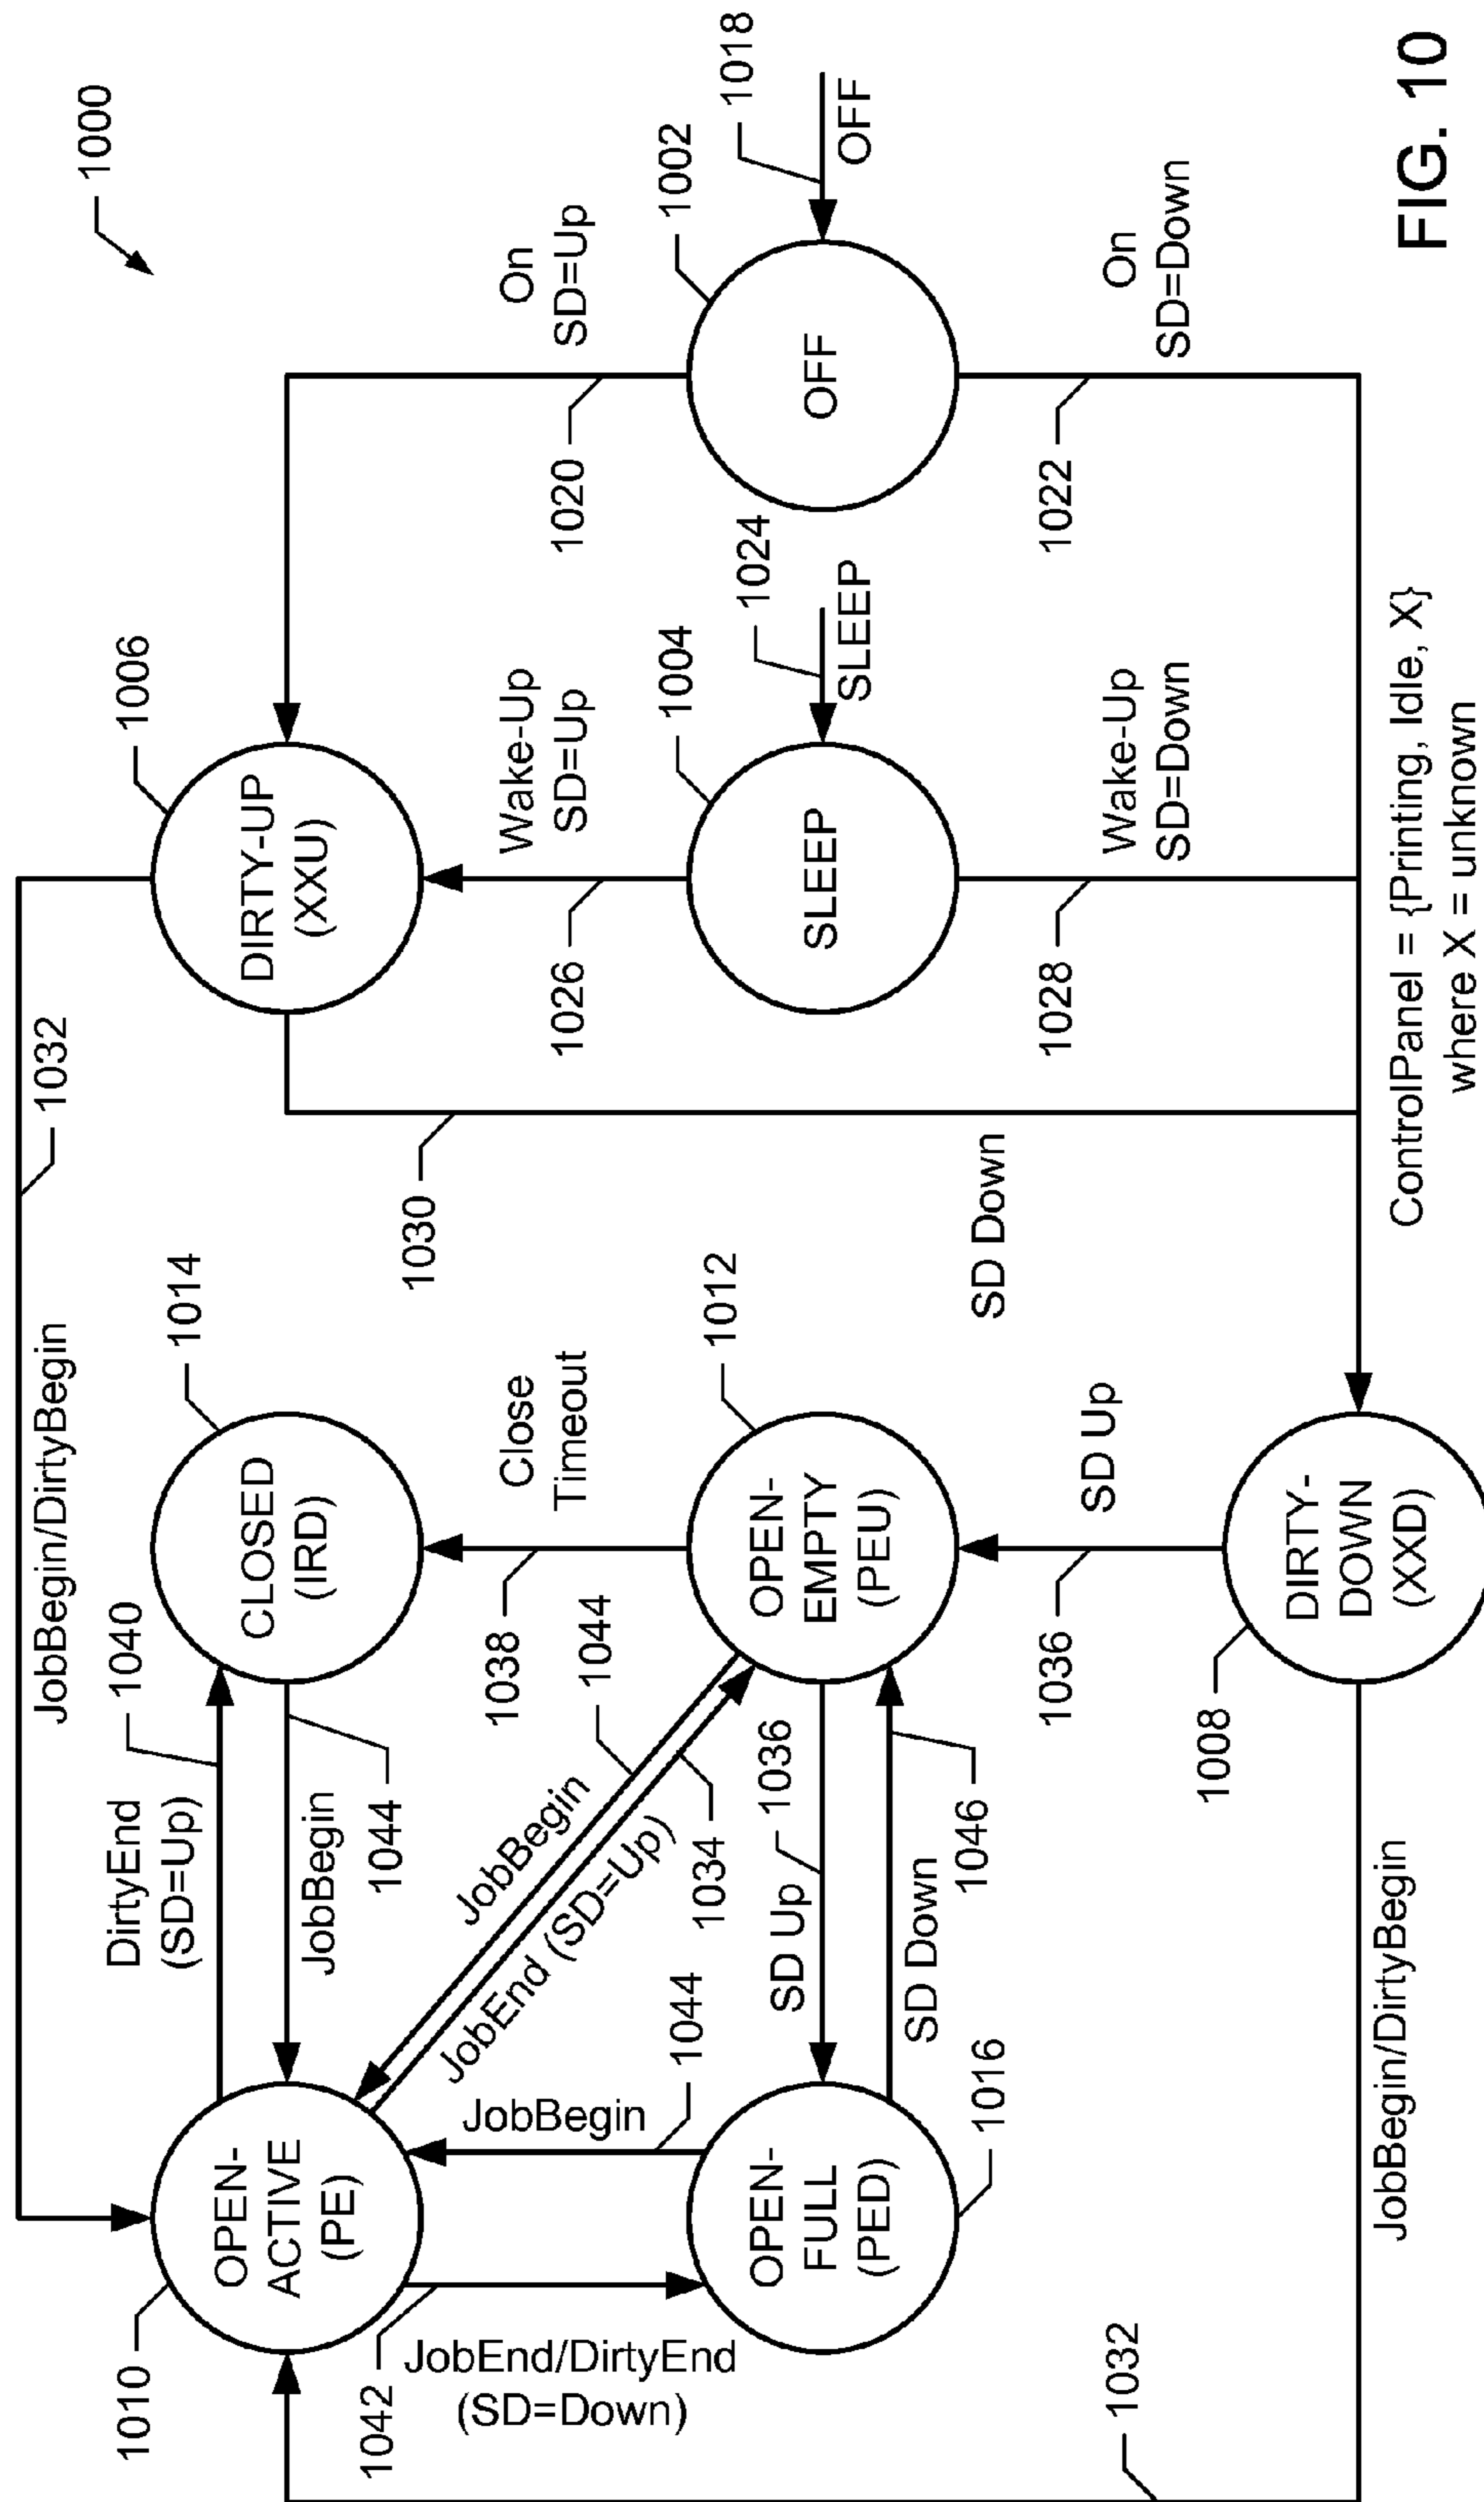 1000
JobBegin/DirtyBegin
1032
1010
OPEN-
ACTIVE
(PE)
DirtyEnd
(SD=Up)
1040
JobBegin
1044
CLOSED
(IRD)
1014
DIRTY-UP
(XXU)
1006
1030
JobEnd/DirtyEnd
(SD=Down)
1042
JobBegin
1044
JobBegin
1044
JobEnd (SD=Up)
1034
1038
Close
Timeout
1026
Wake-Up
SD=Up
1020
On
SD=Up
OPEN-
FULL
(PED)
1016
SD Up
1036
SD Down
1046
OPEN-
EMPTY
(PEU)
1012
SD Down
SLEEP
1004
1024
SLEEP
OFF
1002
1018
OFF
1036
SD Up
1028
Wake-Up
SD=Down
1022
On
SD=Down
1032
JobBegin/DirtyBegin
1008
DIRTY-
DOWN
(XXD)
ControlPanel = {Printing, Idle, X}
where X = unknown
FIG. 10